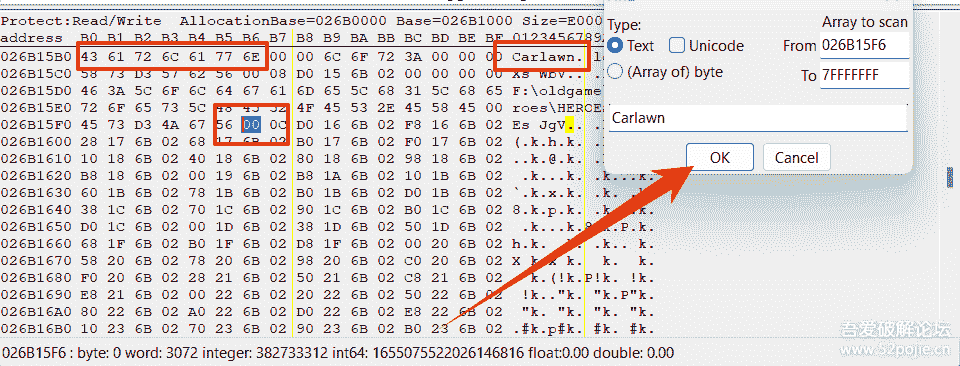 Protect:Read/Write AllocationBase=026B0000 Base=026B1000 Size=E000
address B0 B1 B2 B3 B4 B5 B6 B7 B8 B9 BA BB BC BD BE BF 012345678
026B15B0 43 61 72 6C 61 77 6E 00 00 6C 6F 72 3A 00 00 00 Carlawn.
026B15C0 58 73 D3 57 62 56 00 08 D0 15 6B 02 00 00 00 00 Xs WbV..
026B15D0 46 3A 5C 6F 6C 64 67 61 6D 65 5C 68 31 5C 68 65 F:\oldgame
026B15E0 72 6F 65 73 5C 48 45 52 4F 45 53 2E 45 58 45 00 roes\HEROES
026B15F0 45 73 D3 4A 67 56 00 0C D0 16 6B 02 F8 16 6B 02 Es JgV..
026B1600 28 17 6B 02 68 17 6B 02 B0 17 6B 02 F0 17 6B 02 (.k.h.k.
026B1610 10 18 6B 02 40 18 6B 02 80 18 6B 02 98 18 6B 02 ..k.@.k.
026B1620 B8 18 6B 02 00 19 6B 02 B8 1A 6B 02 10 1B 6B 02 ..k...k.
026B1630 60 1B 6B 02 78 1B 6B 02 B0 1B 6B 02 D0 1B 6B 02 `.k.x.k.
026B1640 38 1C 6B 02 70 1C 6B 02 90 1C 6B 02 B0 1C 6B 02 8.k.p.k.
026B1650 D0 1C 6B 02 00 1D 6B 02 38 1D 6B 02 50 1D 6B 02
026B1660 68 1F 6B 02 B0 1F 6B 02 D8 1F 6B 02 00 20 6B 02 h.k.
026B1670 58 20 6B 02 78 20 6B 02 98 20 6B 02 C0 20 6B 02 X k.x k.
026B1680 F0 20 6B 02 28 21 6B 02 50 21 6B 02 C8 21 6B 02 k.(!k.P!k. !k.
026B1690 E8 21 6B 02 00 22 6B 02 20 22 6B 02 50 22 6B 02 !k.."k. "k.P"k.
026B16A0 80 22 6B 02 A0 22 6B 02 D0 22 6B 02 E8 22 6B 02 "k. "k. "k. "k.
026B16B0 10 23 6B 02 70 23 6B 02 90 23 6B 02 B0 23 6B 02 .#k.p#k. #k. #k.
026B15F6 : byte: 0 word: 3072 integer: 382733312 int64: 1655075522026146816 float:0.00 double: 0.00
Type:
Array to scan
Text
Unicode
From
026B15F6
(Array of) byte
To
7FFFFFFF
Carlawn
OK
Cancel
吾爱破解论坛
www.52pojie.cn